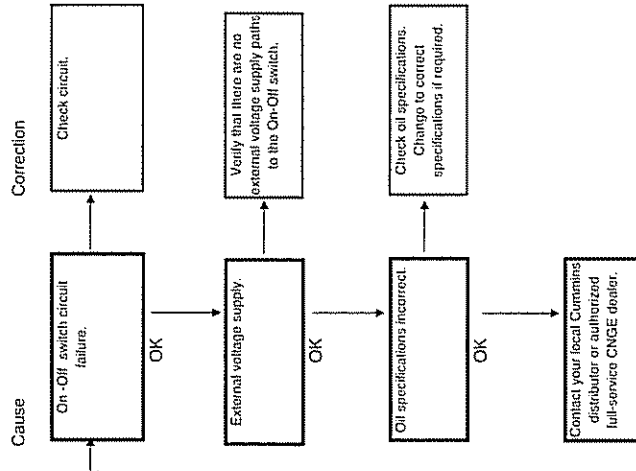 Cause
Correction
On -Off switch circuit
failure.
Check circuit.
OK
External voltage supply.
Verify that there are no
external voltage supply paths
to the On-Off switch.
OK
Oil specifications incorrect.
Check oil specifications.
Change to correct
specifications if required.
OK
Contact your local Cummins
distributor or authorized
full-service CNGE dealer.